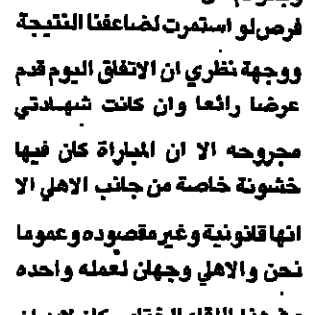 فرص لو استمرت لضاعفنا النتيجة
ووجهة نظري ان الاتفاق اليوم قدم
عرضا رائعا وان كانت شهادتي
مجروحه الا ان المباراة كان فيها
خشونة خاصة من جانب الاهلي الا
انها قانونية وغير مقصوده وعموما
نحن والاهلي وجهان لعمله واحده